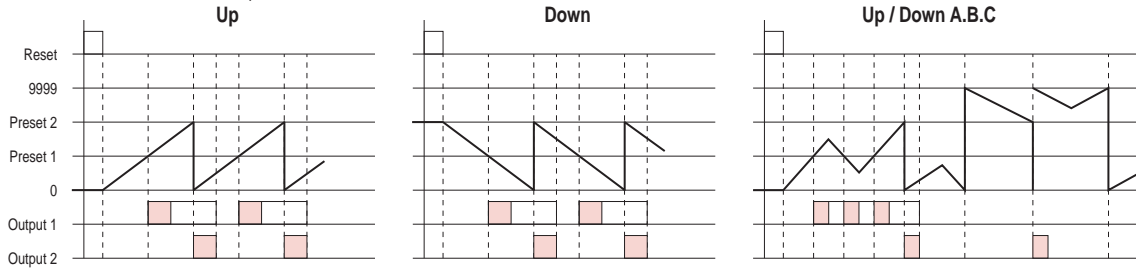 Up
Down
Up / Down A.B.C
Reset
9999
Preset 2
Preset 1
0
Output 1
Output 2